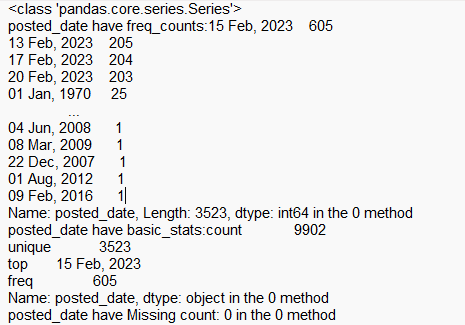 <class 'pandas.core.series.Series'>
posted_date have freq_counts:15 Feb, 2023 605
13 Feb, 2023 205
17 Feb, 2023 204
20 Feb, 2023 203
01 Jan, 1970 25
...
04 Jun, 2008 1
08 Mar, 2009 1
22 Dec, 2007 1
01 Aug, 2012 1
09 Feb, 2016 1
Name: posted_date, Length: 3523, dtype: int64 in the 0 method
posted_date have basic_stats:count 9902
unique 3523
top 15 Feb, 2023
freq 605
Name: posted_date, dtype: object in the 0 method
posted_date have Missing count: 0 in the 0 method